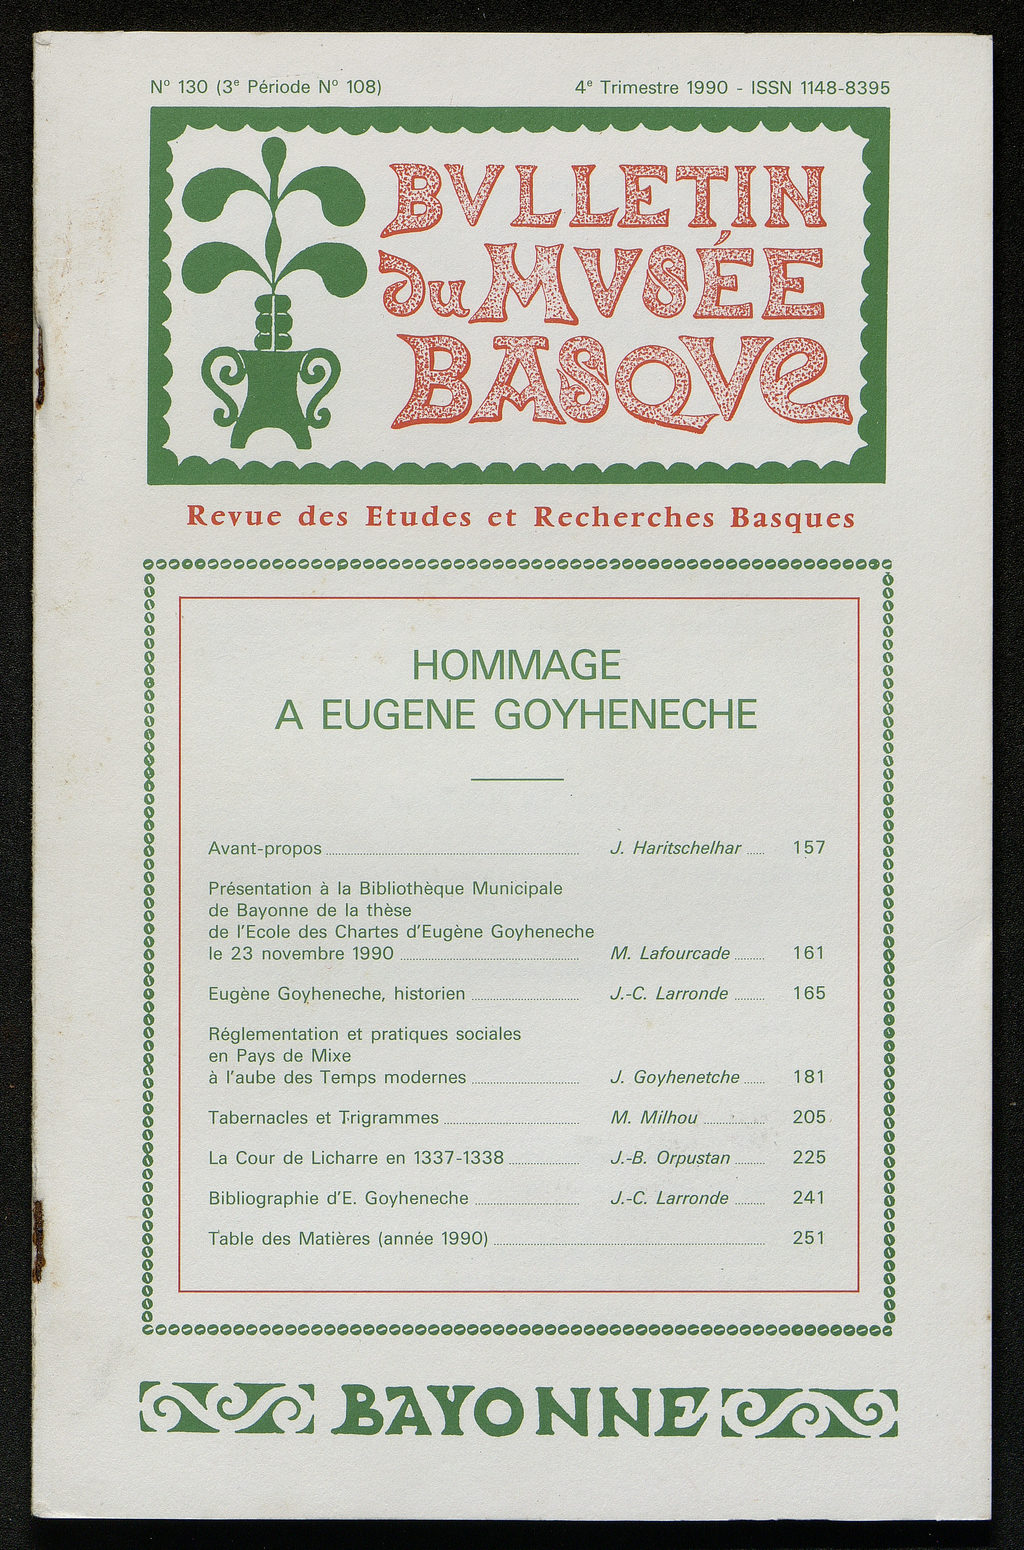 Nº 130 (3e Période Nº 108)
4e Trimestre 1990 - ISSN 1148-8395
BVLLETIN
du MVSÉE
BASQVe
Revue des Etudes et Recherches Basques
HOMMAGE
A EUGENE GOYHENECHE
Avant-propos J. Haritschelhar 157
Présentation à la Bibliothèque Municipale
de Bayonne de la thèse
de l'Ecole des Chartes d'Eugène Goyheneche
le 23 novembre 1990 M. Lafourcade 161
Eugène Goyheneche, historien J.-C. Larronde 165
Réglementation et pratiques sociales
en Pays de Mixe
à l'aube des Temps modernes J. Goyhenetche 181
Tabernacles et Trigrammes M. Milhou 205
La Cour de Licharre en 1337-1338 J.-B. Orpustan 225
Bibliographie d'E. Goyheneche J.-C. Larronde 241
Table des Matières (année 1990) 251
BAYONNE